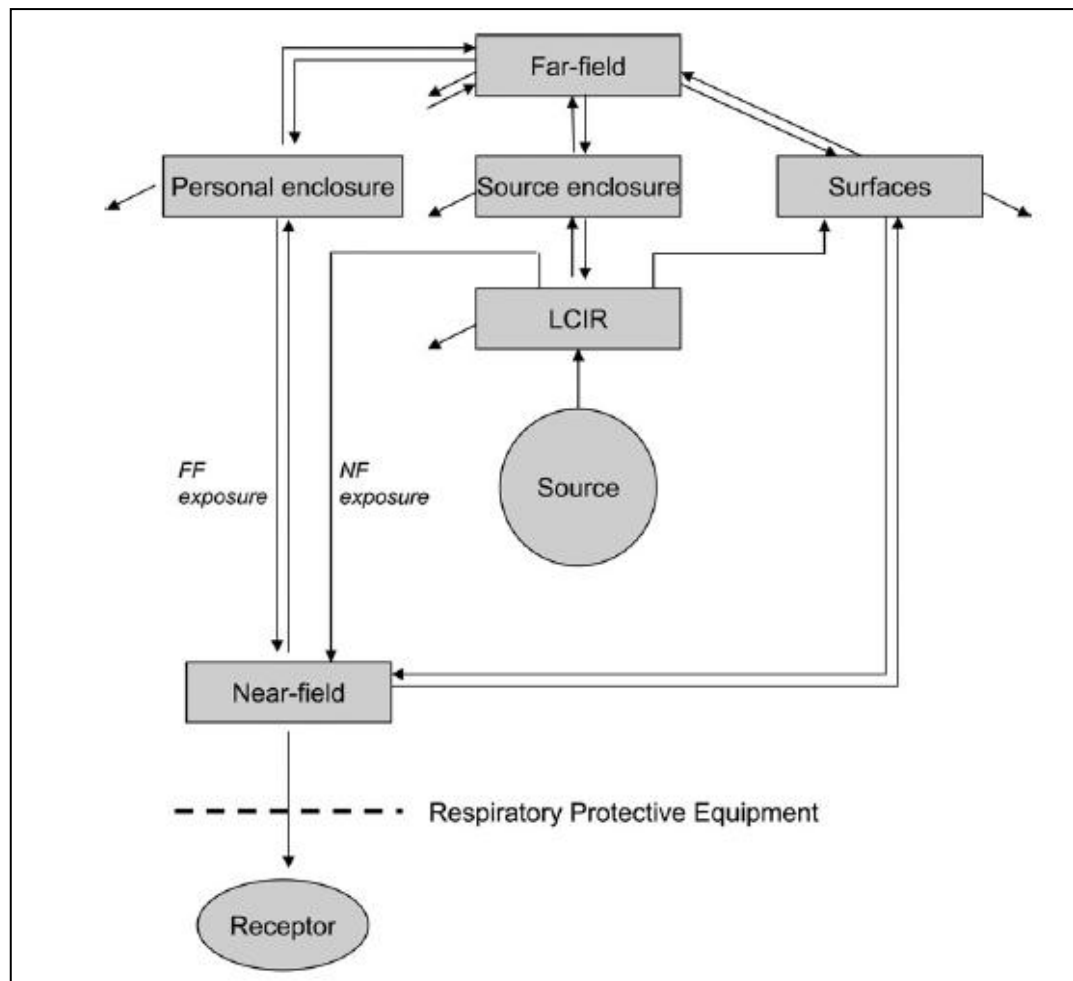 Far-field
Personal enclosure
Source enclosure
Surfaces
LCIR
Source
FF
exposure
NF
exposure
Near-field
Respiratory Protective Equipment
Receptor